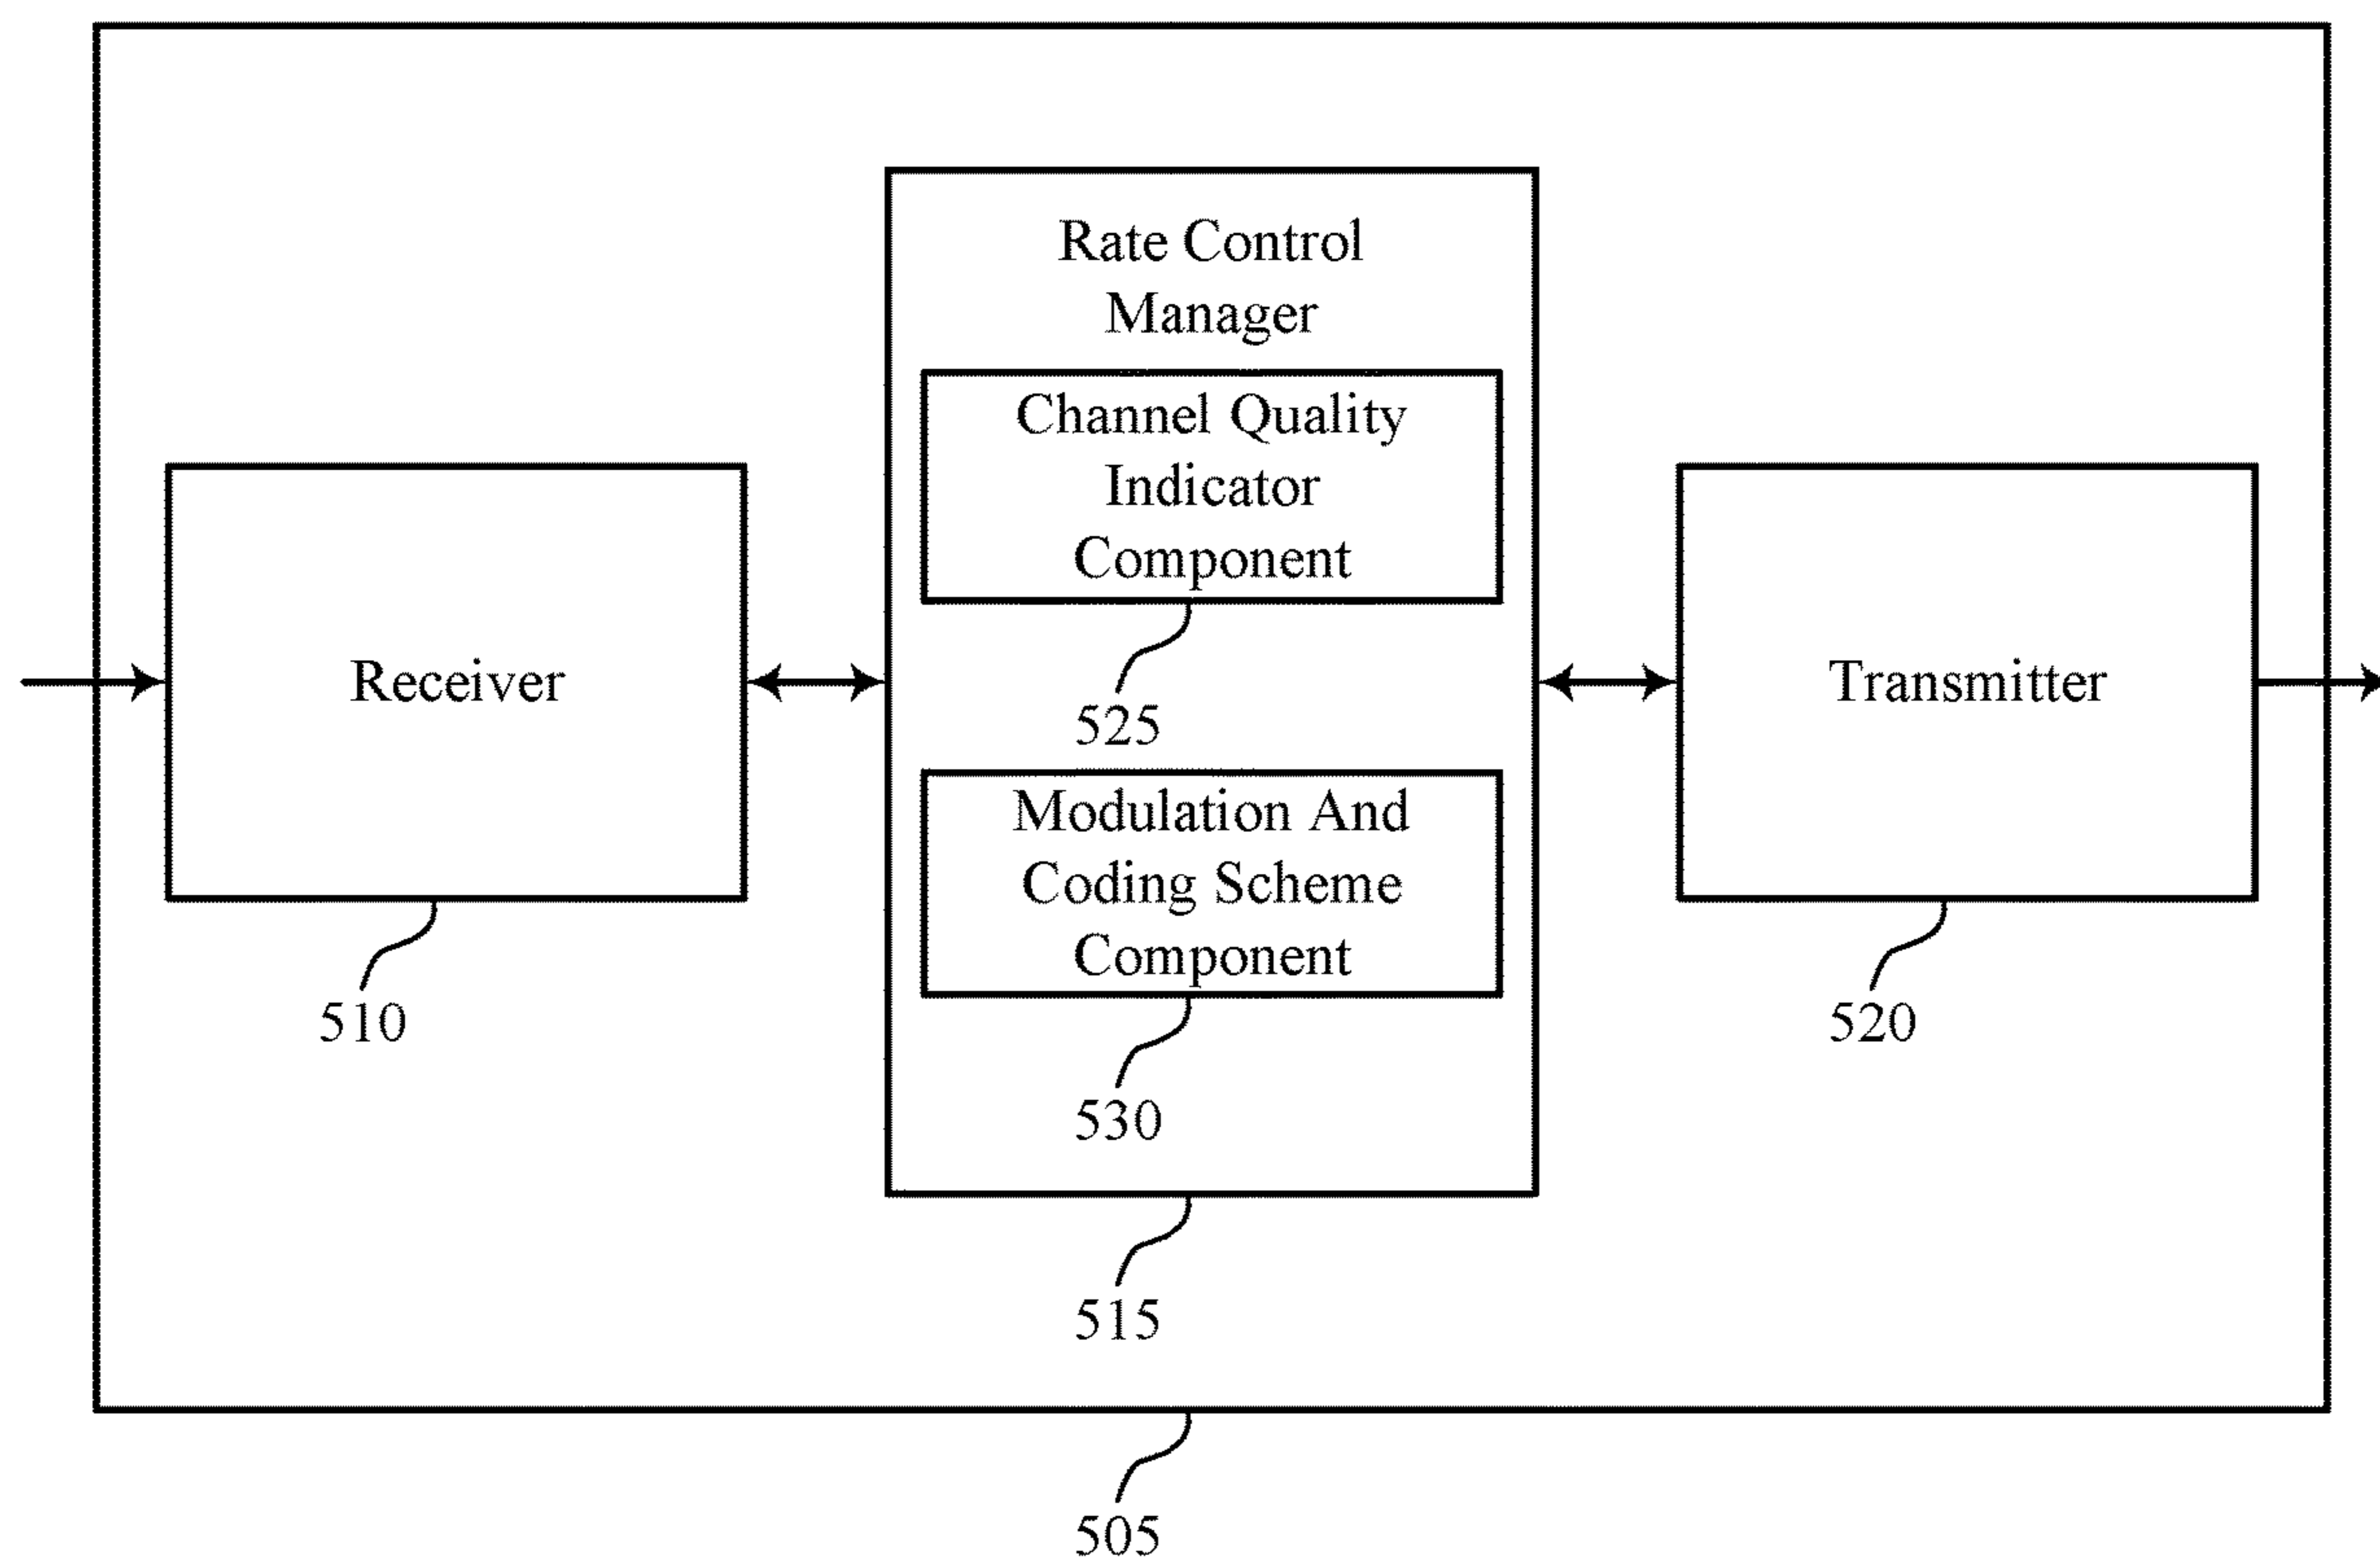 Rate Control
Manager
Channel Quality
Indicator
Component
525
Receiver
510
Modulation And
Coding Scheme
Component
530
515
Transmitter
520
505